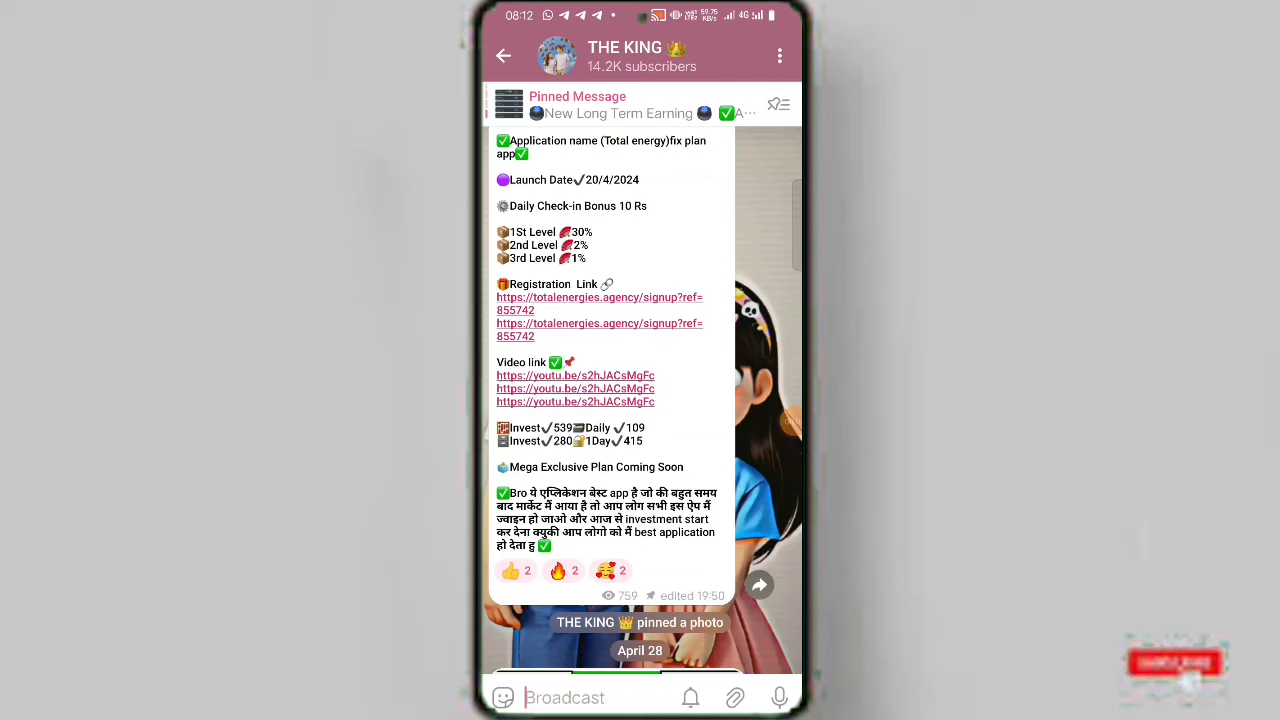 08:12
59.75
KB/s
4G
THE KING 👑
14.2K subscribers
Pinned Message
🔵New Long Term Earning 🔵 ✅A…
✅Application name (Total energy)fix plan
app✅
🟣Launch Date✔20/4/2024
⚙Daily Check-in Bonus 10 Rs
📦1St Level 🪭30%
📦2nd Level 🪭2%
📦3rd Level 🪭1%
🎁Registration Link 🔗
https://totalenergies.agency/signup?ref=
855742
https://totalenergies.agency/signup?ref=
855742
Video link ✅📌
https://youtu.be/s2hJACsMgFc
https://youtu.be/s2hJACsMgFc
https://youtu.be/s2hJACsMgFc
🧱Invest✔539📟Daily ✔109
🗄Invest✔280🔐1Day✔415
🗳Mega Exclusive Plan Coming Soon
✅Bro ये एप्लिकेशन बेस्ट app है जो की बहुत समय
बाद मार्केट मैं आया है तो आप लोग सभी इस ऐप मैं
ज्वाइन हो जाओ और आज से investment start
कर देना क्युकी आप लोगो को मैं best application
हो देता हु ✅
👍 2 🔥 2 🥰 2
759 edited 19:50
THE KING 👑 pinned a photo
April 28
Broadcast